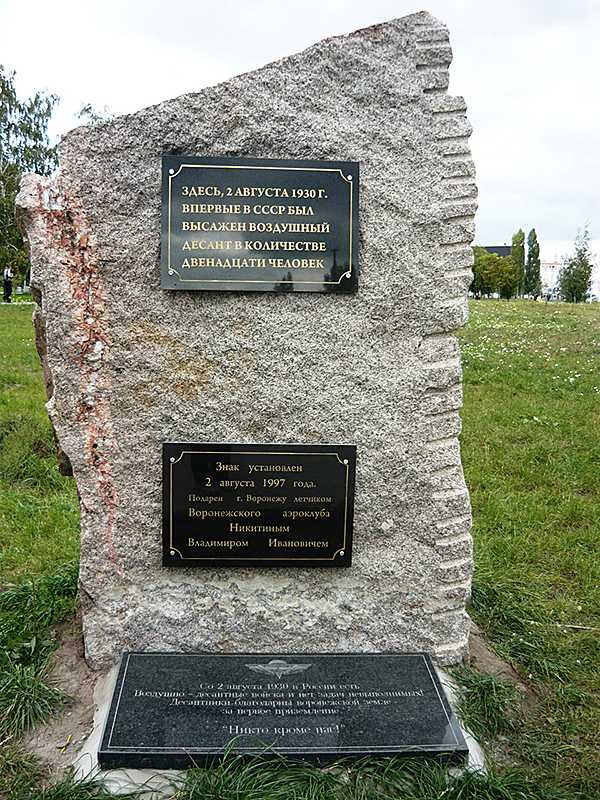 ЗДЕСЬ, 2 АВГУСТА 1930 Г.
ВПЕРВЫЕ В СССР БЫЛ
ВЫСАЖЕН ВОЗДУШНЫЙ
ДЕСАНТ В КОЛИЧЕСТВЕ
ДВЕНАДЦАТИ ЧЕЛОВЕК
Знак установлен
2 августа 1997 года.
Подарен г. Воронежу летчиком
Воронежского аэроклуба
Никитиным
Владимиром Ивановичем
Со 2 августа 1930 в России есть
Воздушно - десантные войска и нет задач невыполнимых!
Десантники благодарны воронежской земле
за первое приземление
"Никто кроме нас!"